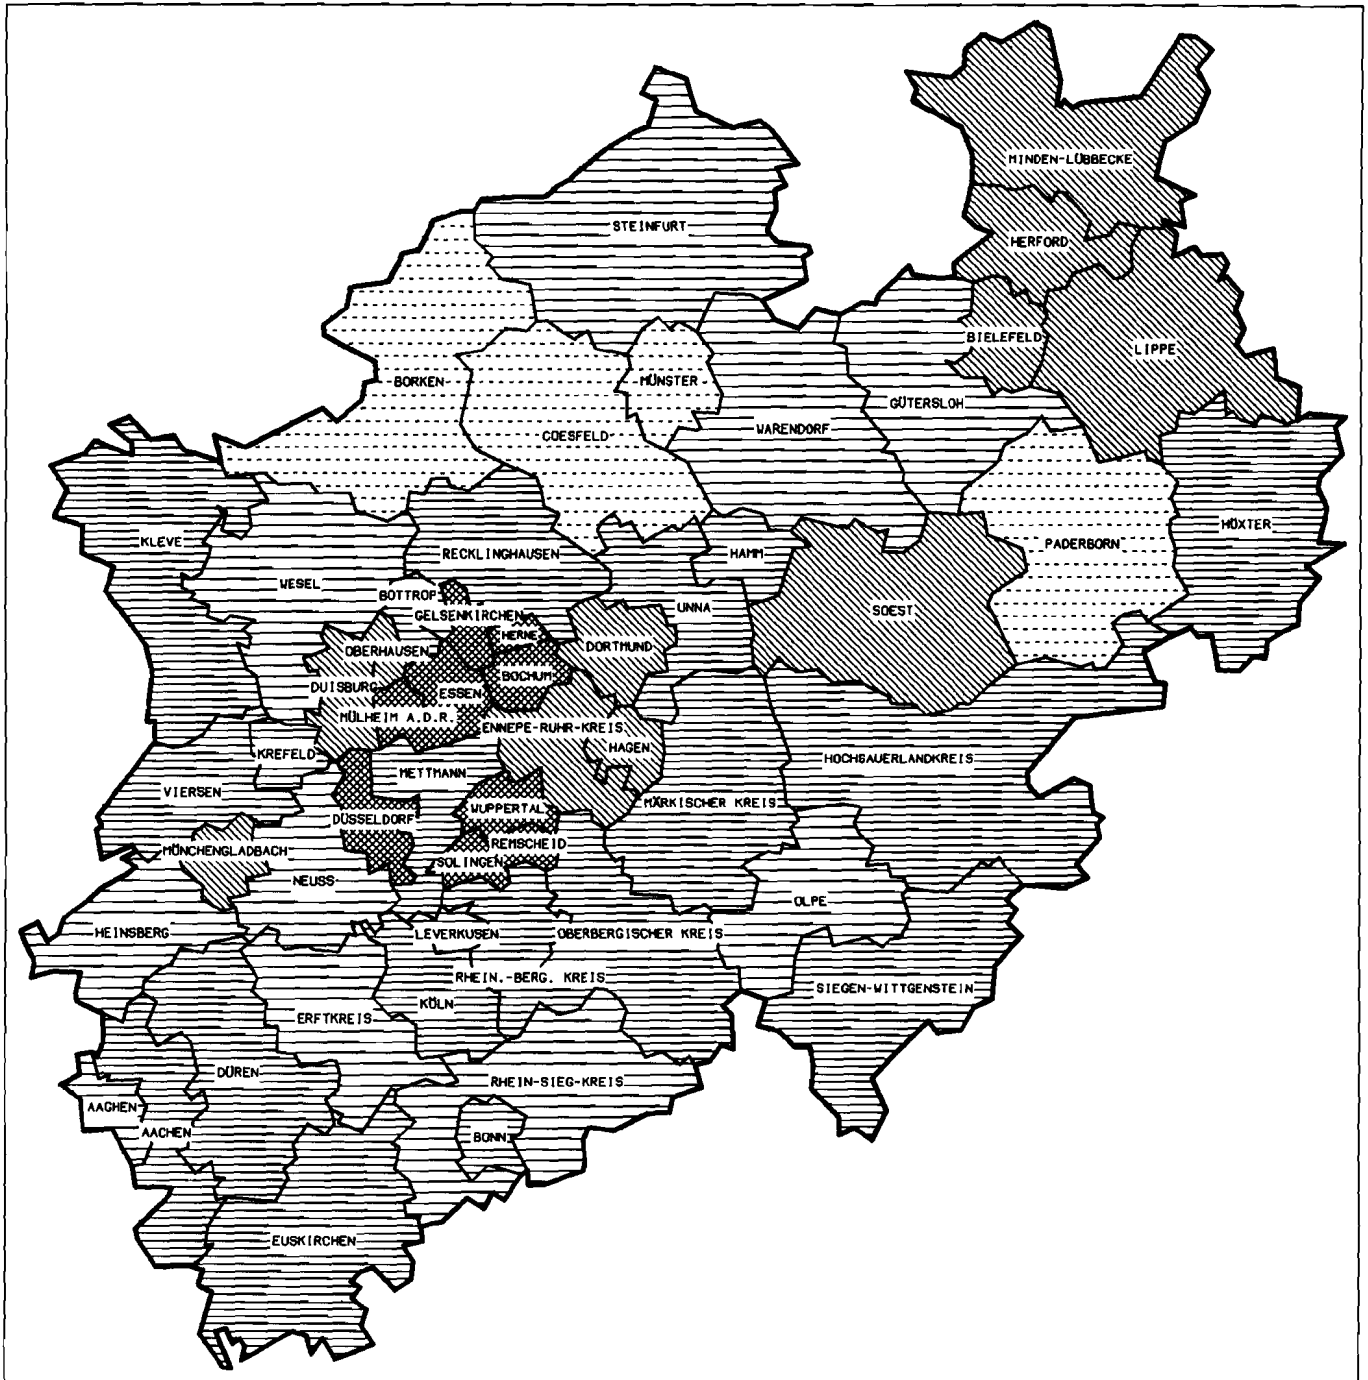 MINDEN-LÜBBECKE
STEINFURT
HERFORD
BIELEFELD
LIPPE
BORKEN
MÜNSTER
GÜTERSLOH
COESFELD
WARENDORF
HÖXTER
KLEVE
RECKLINGHAUSEN
HAMM
PADERBORN
WESEL
BOTTROP
UNNA
SOEST
GELSENKIRCHEN
HERNE
OBERHAUSEN
DORTMUND
BOCHUM
DUISBURG
ESSEN
MÜLHEIM A.D.R.
ENNEPE-RUHR-KREIS
KREFELD
HAGEN
HOCHSAUERLANDKREIS
METTMANN
VIERSEN
MÄRKISCHER KREIS
WUPPERTAL
DÜSSELDORF
REMSCHEID
MÖNCHENGLADBACH
SOLINGEN
NEUSS
OLPE
HEINSBERG
LEVERKUSEN
OBERBERGISCHER KREIS
RHEIN.-BERG. KREIS
SIEGEN-WITTGENSTEIN
KÖLN
ERFTKREIS
DÜREN
RHEIN-SIEG-KREIS
AACHEN
AACHEN
BONN
EUSKIRCHEN